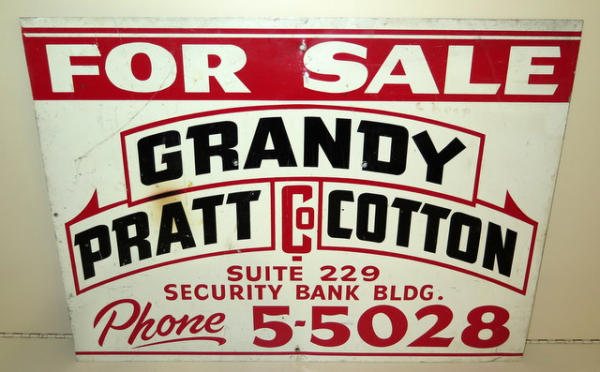 FOR SALE
GRANDY
PRATT Co COTTON
SUITE 229
SECURITY BANK BLDG.
Phone 5-5028